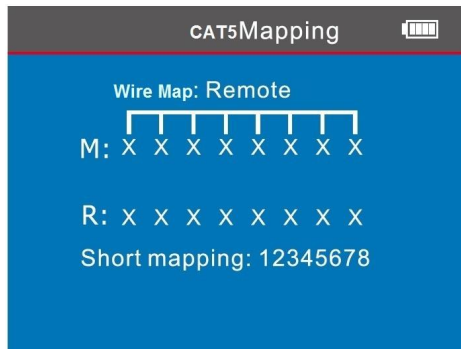 CAT5Mapping
Wire Map: Remote
M: X X X X X X X X
R: X X X X X X X X
Short mapping: 12345678